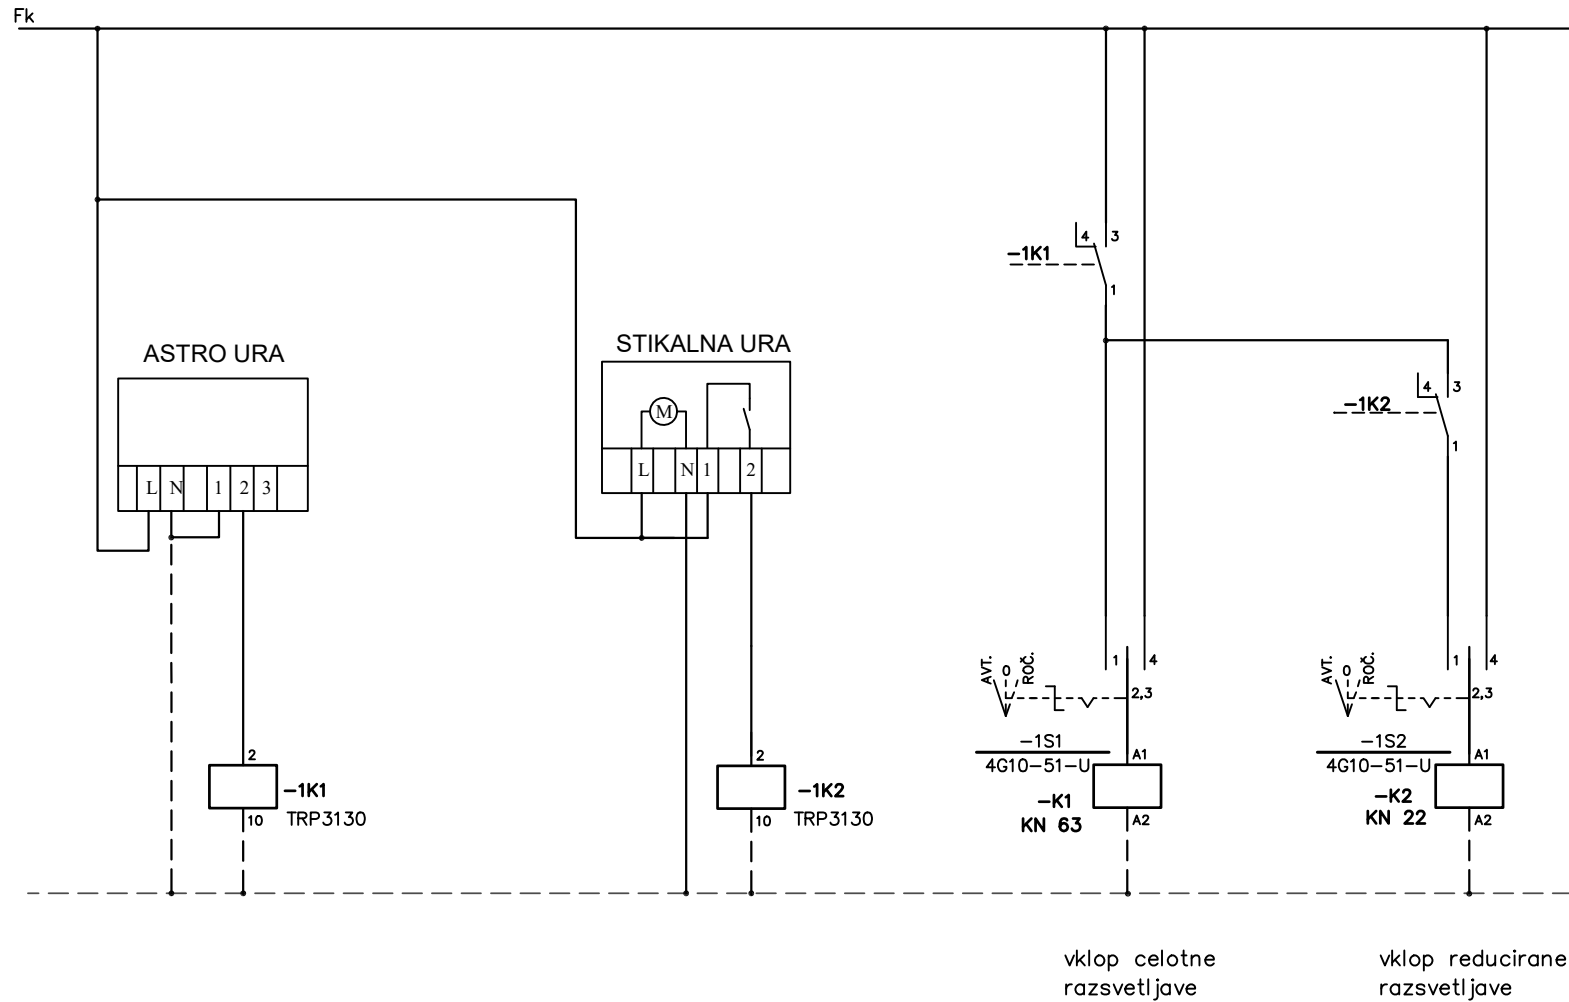 Fk
4 3
-1K1
1
STIKALNA URA
ASTRO URA
4 3
M
-1K2
1
L N 1 2
L N 1 2 3
AVT. 0 ROČ. 1 4
2,3
AVT. 0 ROČ. 1 4
2,3
-1S1
4G10-51-U
A1
-1S2
4G10-51-U
A1
2
-1K1
10 TRP3130
2
-1K2
10 TRP3130
-K1
KN 63
A2
-K2
KN 22
A2
vklop celotne
razsvetljave
vklop reducirane
razsvetljave